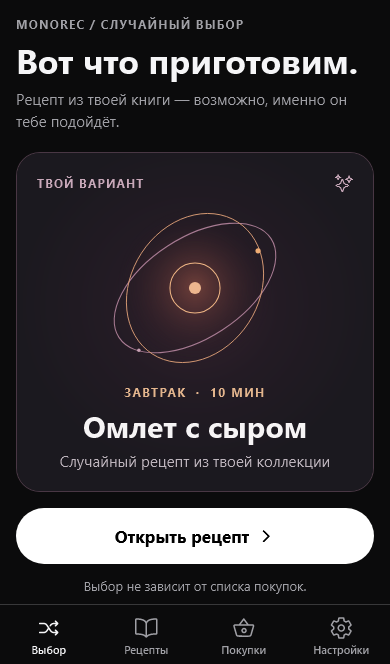 MONOREC / СЛУЧАЙНЫЙ ВЫБОР
Вот что приготовим.
Рецепт из твоей книги — возможно, именно он
тебе подойдёт.
ТВОЙ ВАРИАНТ
ЗАВТРАК · 10 МИН
Омлет с сыром
Случайный рецепт из твоей коллекции
Открыть рецепт
Выбор не зависит от списка покупок.
Выбор
Рецепты
Покупки
Настройки